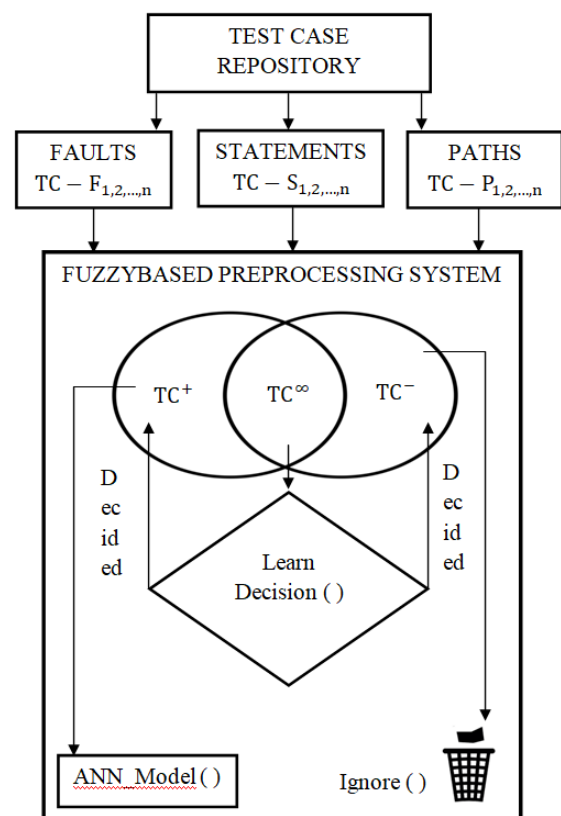 TEST CASE
REPOSITORY
FAULTS
TC − F₁,₂,…,ₙ
STATEMENTS
TC − S₁,₂,…,ₙ
PATHS
TC − P₁,₂,…,ₙ
FUZZYBASED PREPROCESSING SYSTEM
TC⁺
TC∞
TC⁻
D
ec
id
ed
D
ec
id
ed
Learn
Decision ( )
ANN_Model ( )
Ignore ( )